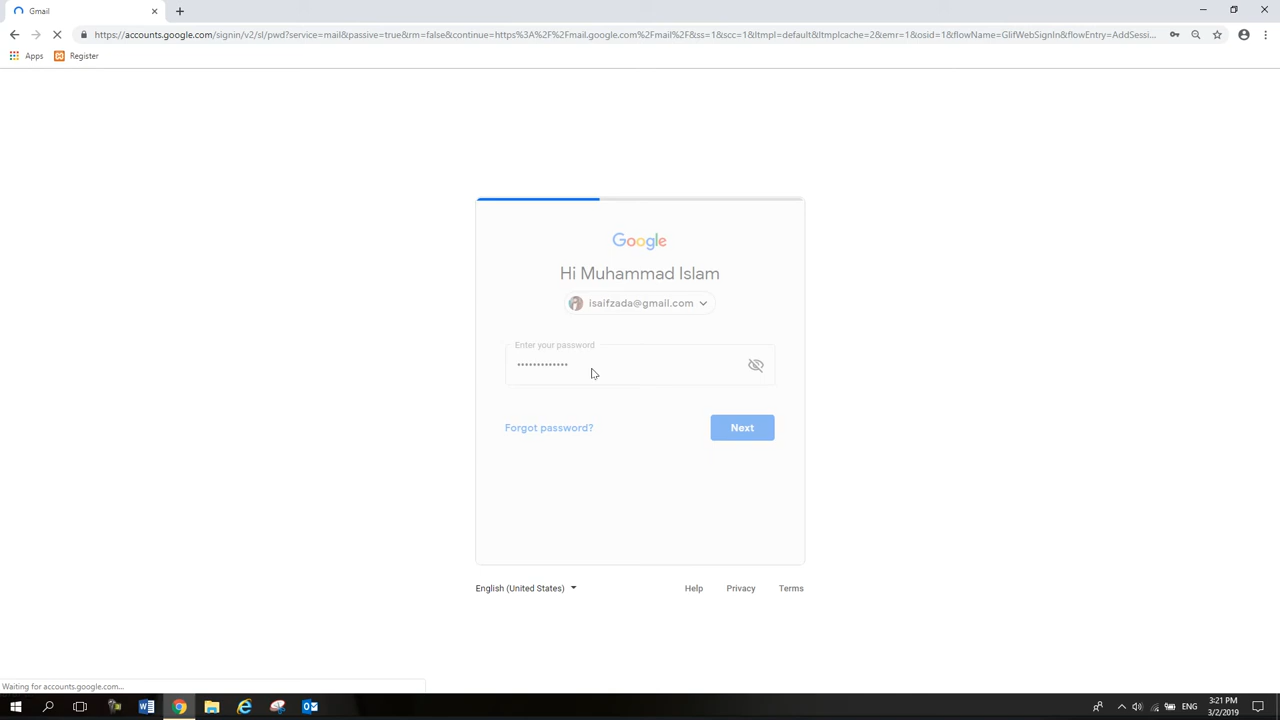 Gmail
https://accounts.google.com/signin/v2/sl/pwd?service=mail&passive=true&rm=false&continue=https%3A%2F%2Fmail.google.com%2Fmail%2F&ss=1&scc=1&ltmpl=default&ltmplcache=2&emr=1&osid=1&flowName=GlifWebSignIn&flowEntry=AddSessi...
Apps Register
Google
Hi Muhammad Islam
isaifzada@gmail.com
Enter your password
•••••••••••••
Forgot password? Next
English (United States) Help Privacy Terms
Waiting for accounts.google.com...
ENG 3:21 PM
3/2/2019